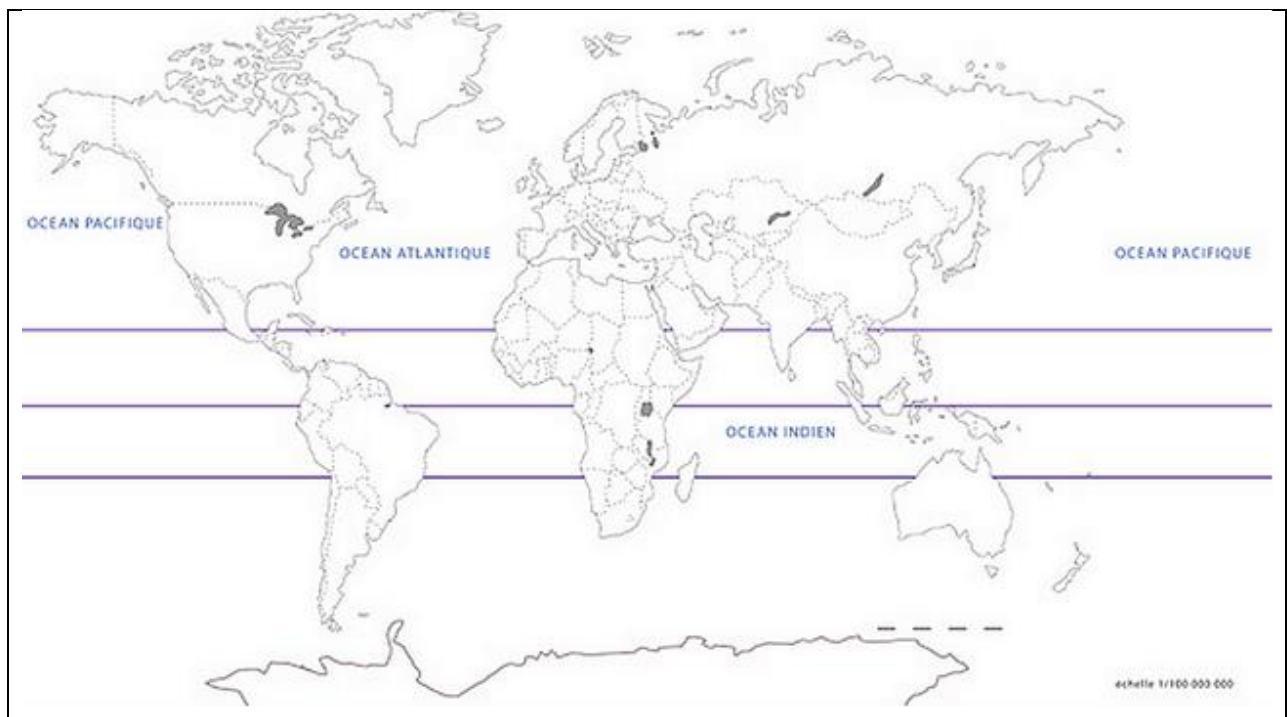 OCEAN PACIFIQUE
OCEAN ATLANTIQUE
OCEAN PACIFIQUE
OCEAN INDIEN
échelle 1/100 000 000